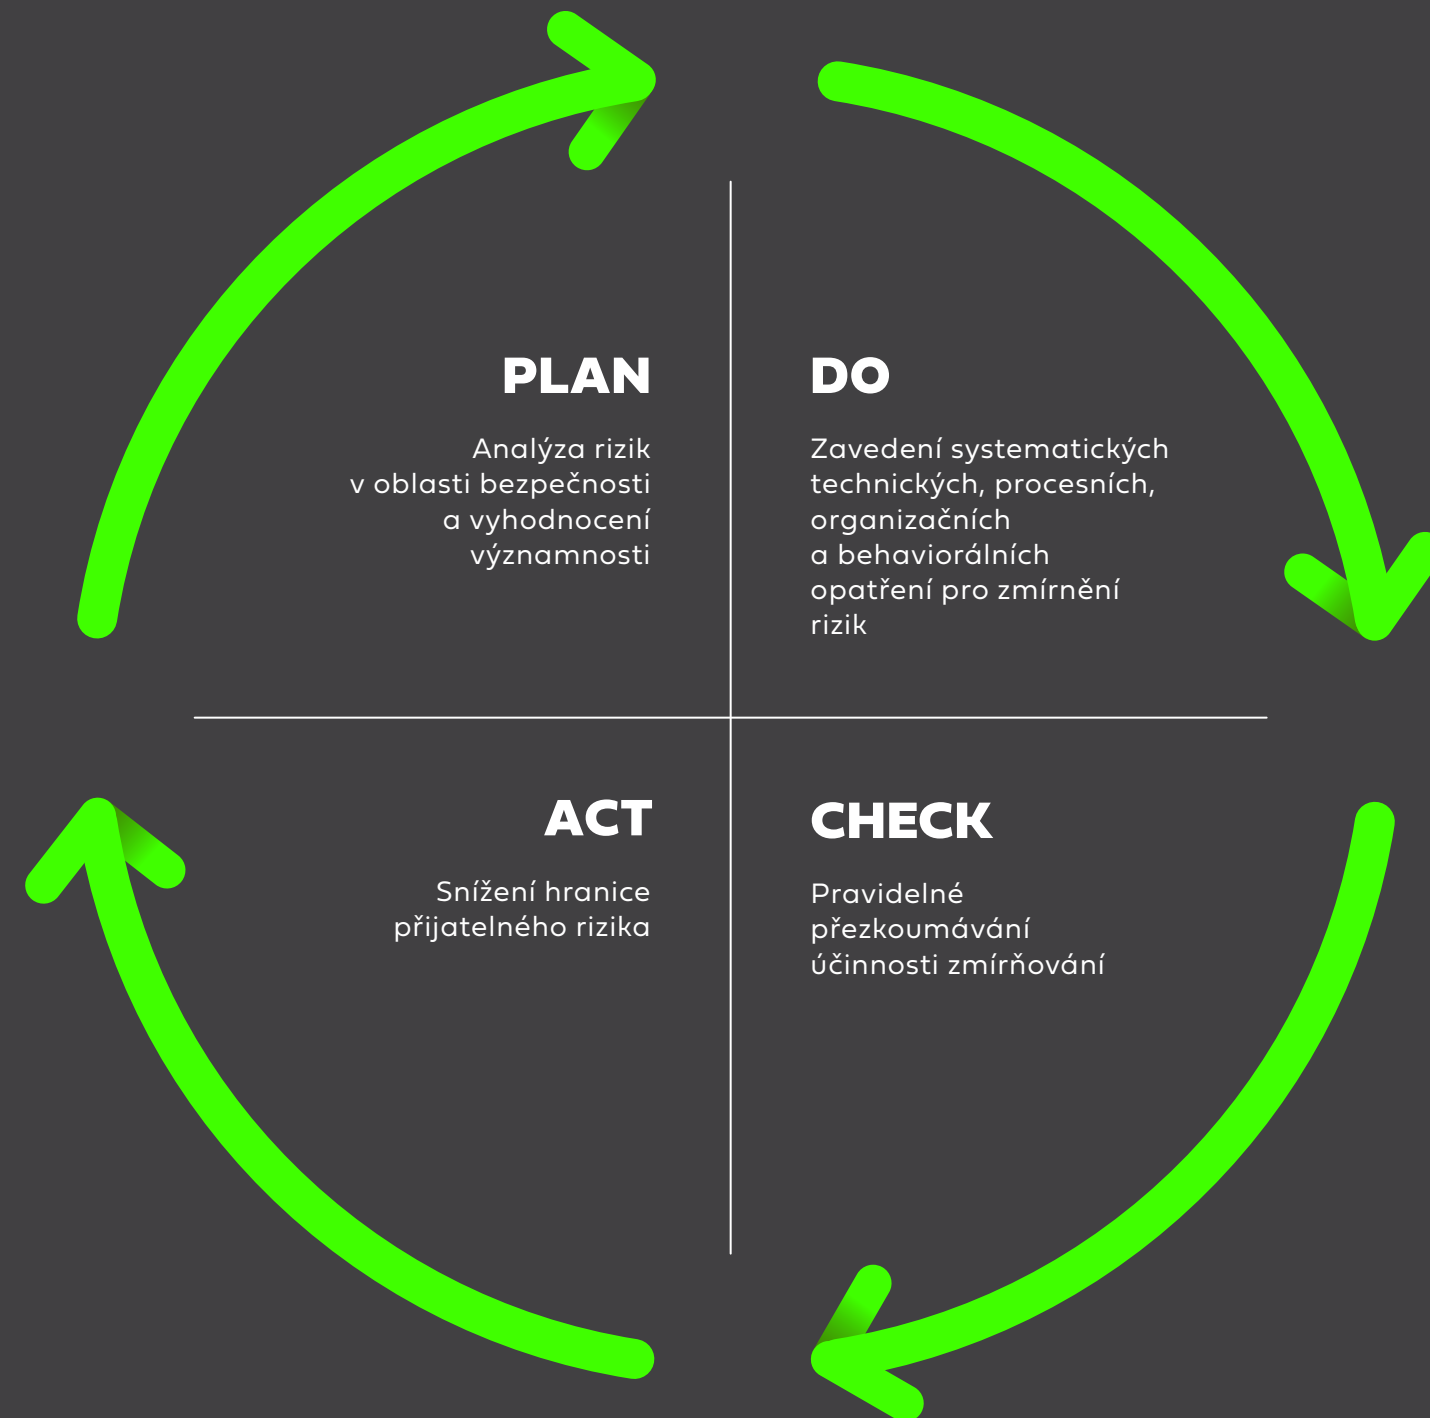 PLAN
Analýza rizik
v oblasti bezpečnosti
a vyhodnocení
významnosti
DO
Zavedení systematických
technických, procesních,
organizačních
a behaviorálních
opatření pro zmírnění
rizik
ACT
Snížení hranice
přijatelného rizika
CHECK
Pravidelné
přezkoumávání
účinnosti zmírňování